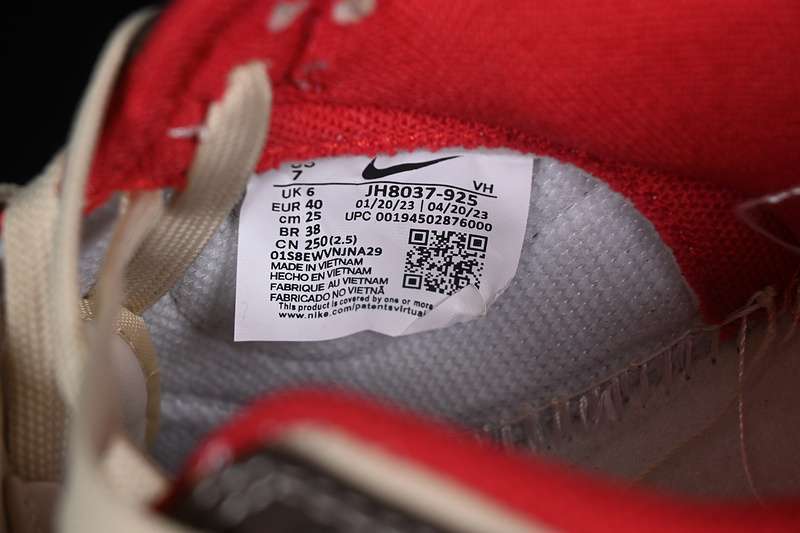 US 7
UK 6
EUR 40
cm 25
BR 38
CN 250(2.5)
JH8037-925
VH
01/20/23 | 04/20/23
UPC 00194502876000
01S8EWVNJNA29
MADE IN VIETNAM
HECHO EN VIETNAM
FABRIQUE AU VIETNAM
FABRICADO NO VIETNÃ
This product is covered by one or more
www.nike.com/patentsvirtual